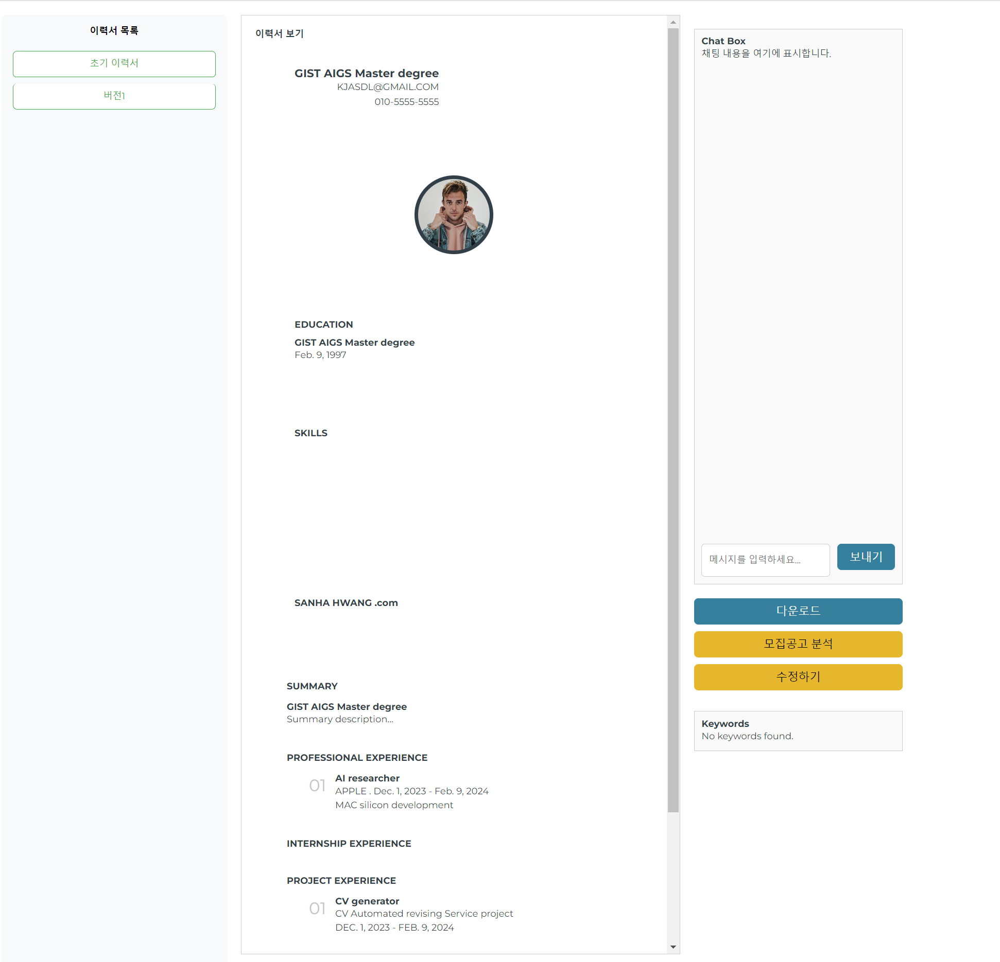 이력서 목록
초기 이력서
버전1
이력서 보기
GIST AIGS Master degree
KJASDL@GMAIL.COM
010-5555-5555
EDUCATION
GIST AIGS Master degree
Feb. 9, 1997
SKILLS
SANHA HWANG .com
SUMMARY
GIST AIGS Master degree
Summary description...
PROFESSIONAL EXPERIENCE
01
AI researcher
APPLE . Dec. 1, 2023 - Feb. 9, 2024
MAC silicon development
INTERNSHIP EXPERIENCE
PROJECT EXPERIENCE
01
CV generator
CV Automated revising Service project
DEC. 1, 2023 - FEB. 9, 2024
Chat Box
채팅 내용을 여기에 표시합니다.
메시지를 입력하세요...
보내기
다운로드
모집공고 분석
수정하기
Keywords
No keywords found.